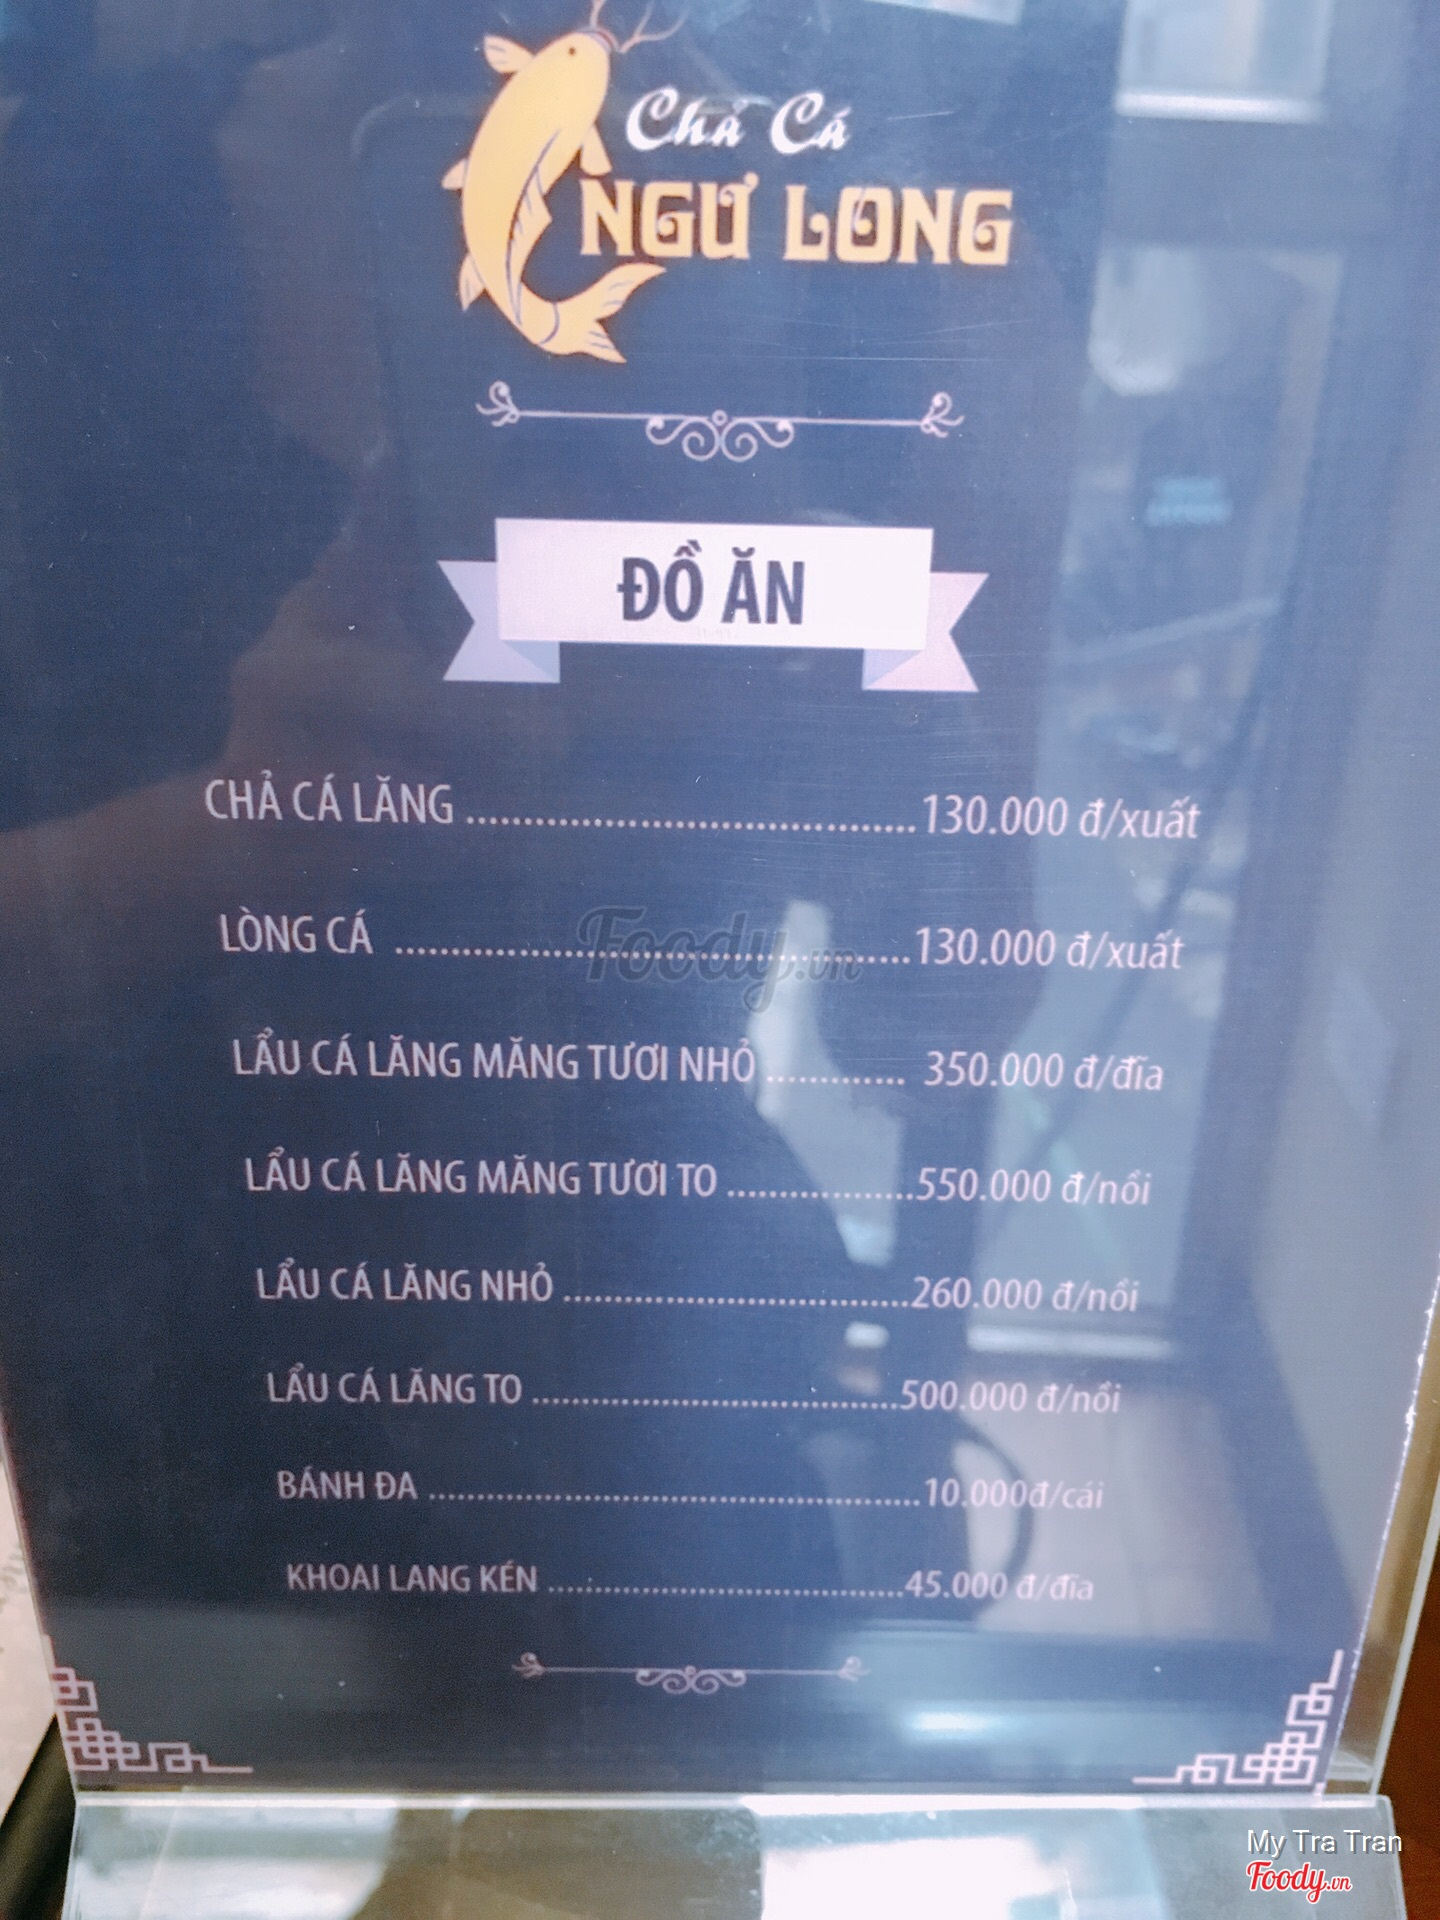 Chả Cá
NGƯ LONG
ĐỒ ĂN
CHẢ CÁ LĂNG ........................................ 130.000 đ/xuất
LÒNG CÁ ............................................. 130.000 đ/xuất
LẨU CÁ LĂNG MĂNG TƯƠI NHỎ ............ 350.000 đ/đĩa
LẨU CÁ LĂNG MĂNG TƯƠI TO .................550.000 đ/nồi
LẨU CÁ LĂNG NHỎ ................................260.000 đ/nồi
LẨU CÁ LĂNG TO ...................................500.000 đ/nồi
BÁNH ĐA ............................................... 10.000đ/cái
KHOAI LANG KÉN ...................................45.000 đ/đĩa
Foody.vn
My Tra Tran
Foody.vn